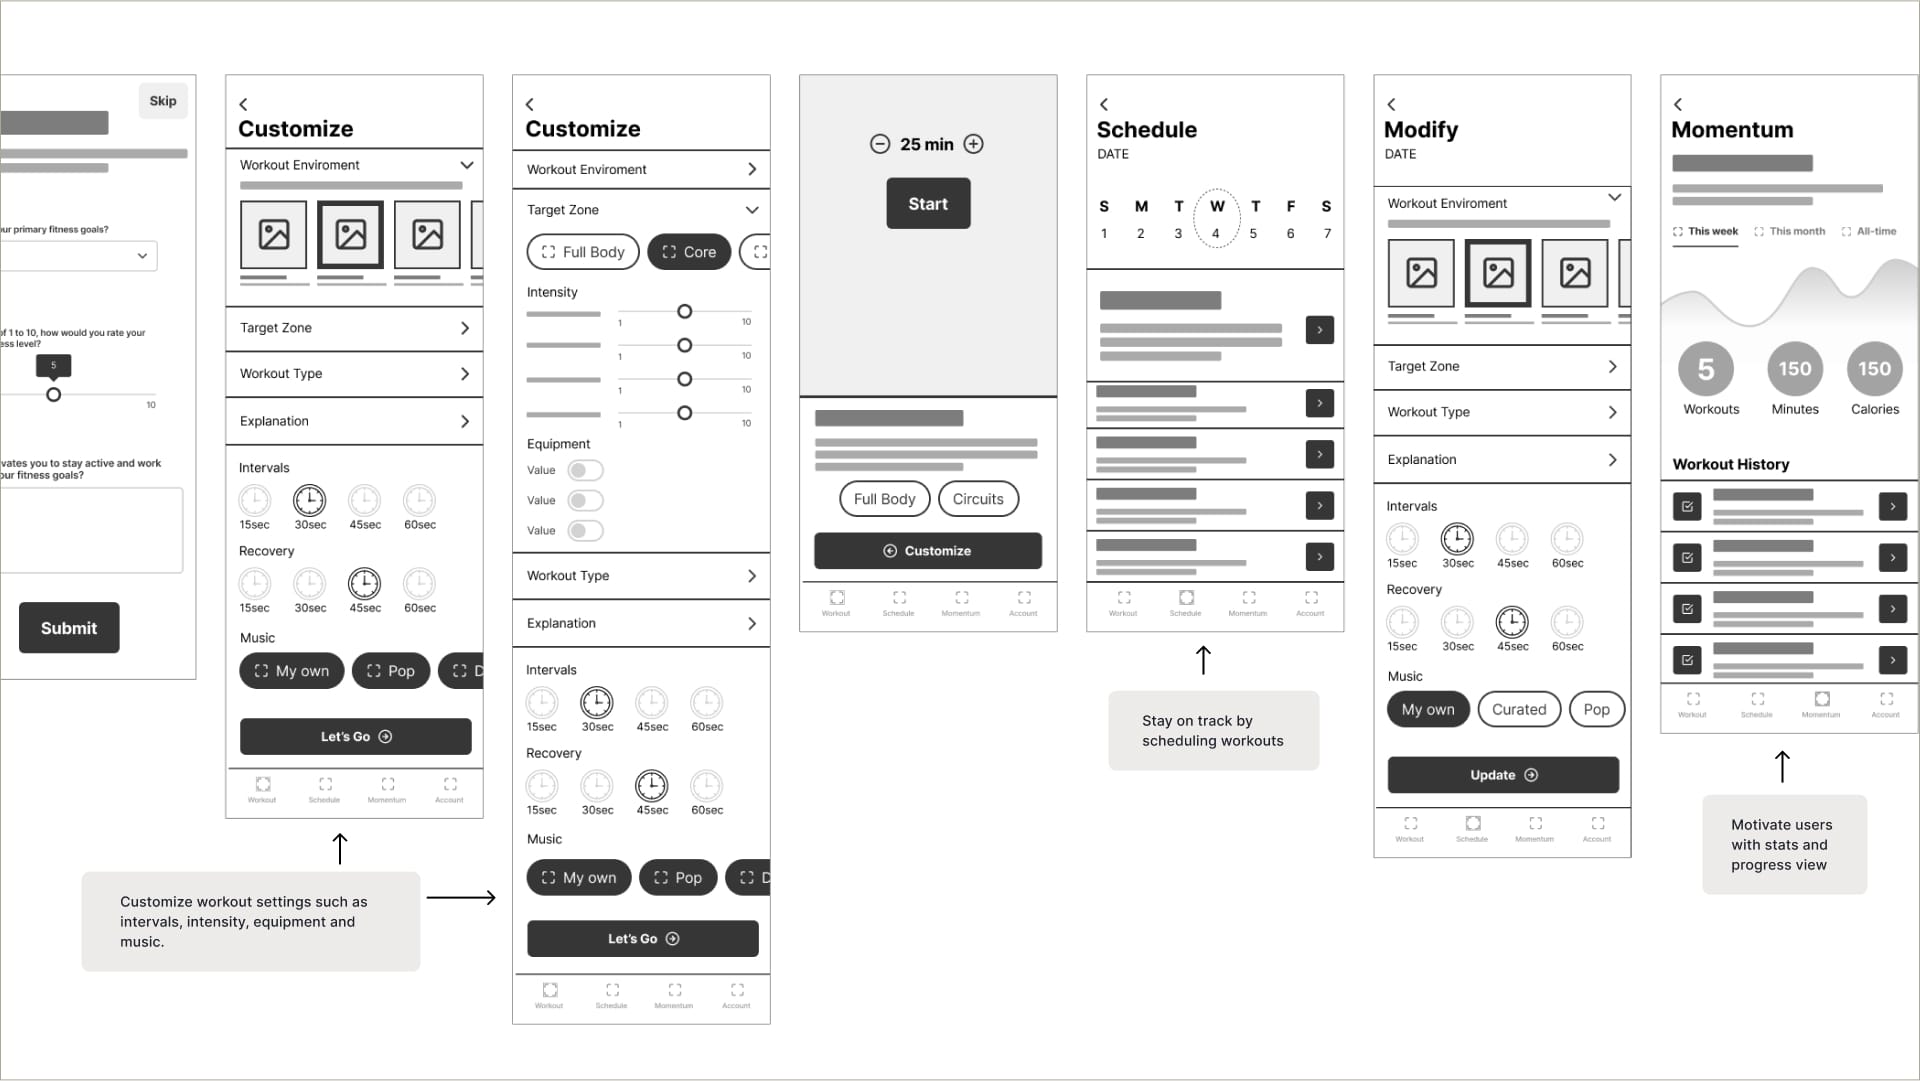 Skip
ur primary fitness goals?
of 1 to 10, how would you rate your
ess level?
5
10
vates you to stay active and work
our fitness goals?
Submit
Customize
Workout Enviroment
Target Zone
Workout Type
Explanation
Intervals
15sec 30sec 45sec 60sec
Recovery
15sec 30sec 45sec 60sec
Music
My own Pop D
Let's Go
Workout Schedule Momentum Account
Customize workout settings such as
intervals, intensity, equipment and
music.
Customize
Workout Enviroment
Target Zone
Full Body Core
Intensity
1 10
1 10
1 10
1 10
Equipment
Value
Value
Value
Workout Type
Explanation
Intervals
15sec 30sec 45sec 60sec
Recovery
15sec 30sec 45sec 60sec
Music
My own Pop D
Let's Go
Workout Schedule Momentum Account
25 min
Start
Full Body Circuits
Customize
Workout Schedule Momentum Account
Schedule
DATE
S M T W T F S
1 2 3 4 5 6 7
Workout Schedule Momentum Account
Stay on track by
scheduling workouts
Modify
DATE
Workout Enviroment
Target Zone
Workout Type
Explanation
Intervals
15sec 30sec 45sec 60sec
Recovery
15sec 30sec 45sec 60sec
Music
My own Curated Pop
Update
Workout Schedule Momentum Account
Momentum
This week This month All-time
5 150 150
Workouts Minutes Calories
Workout History
Workout Schedule Momentum Account
Motivate users
with stats and
progress view